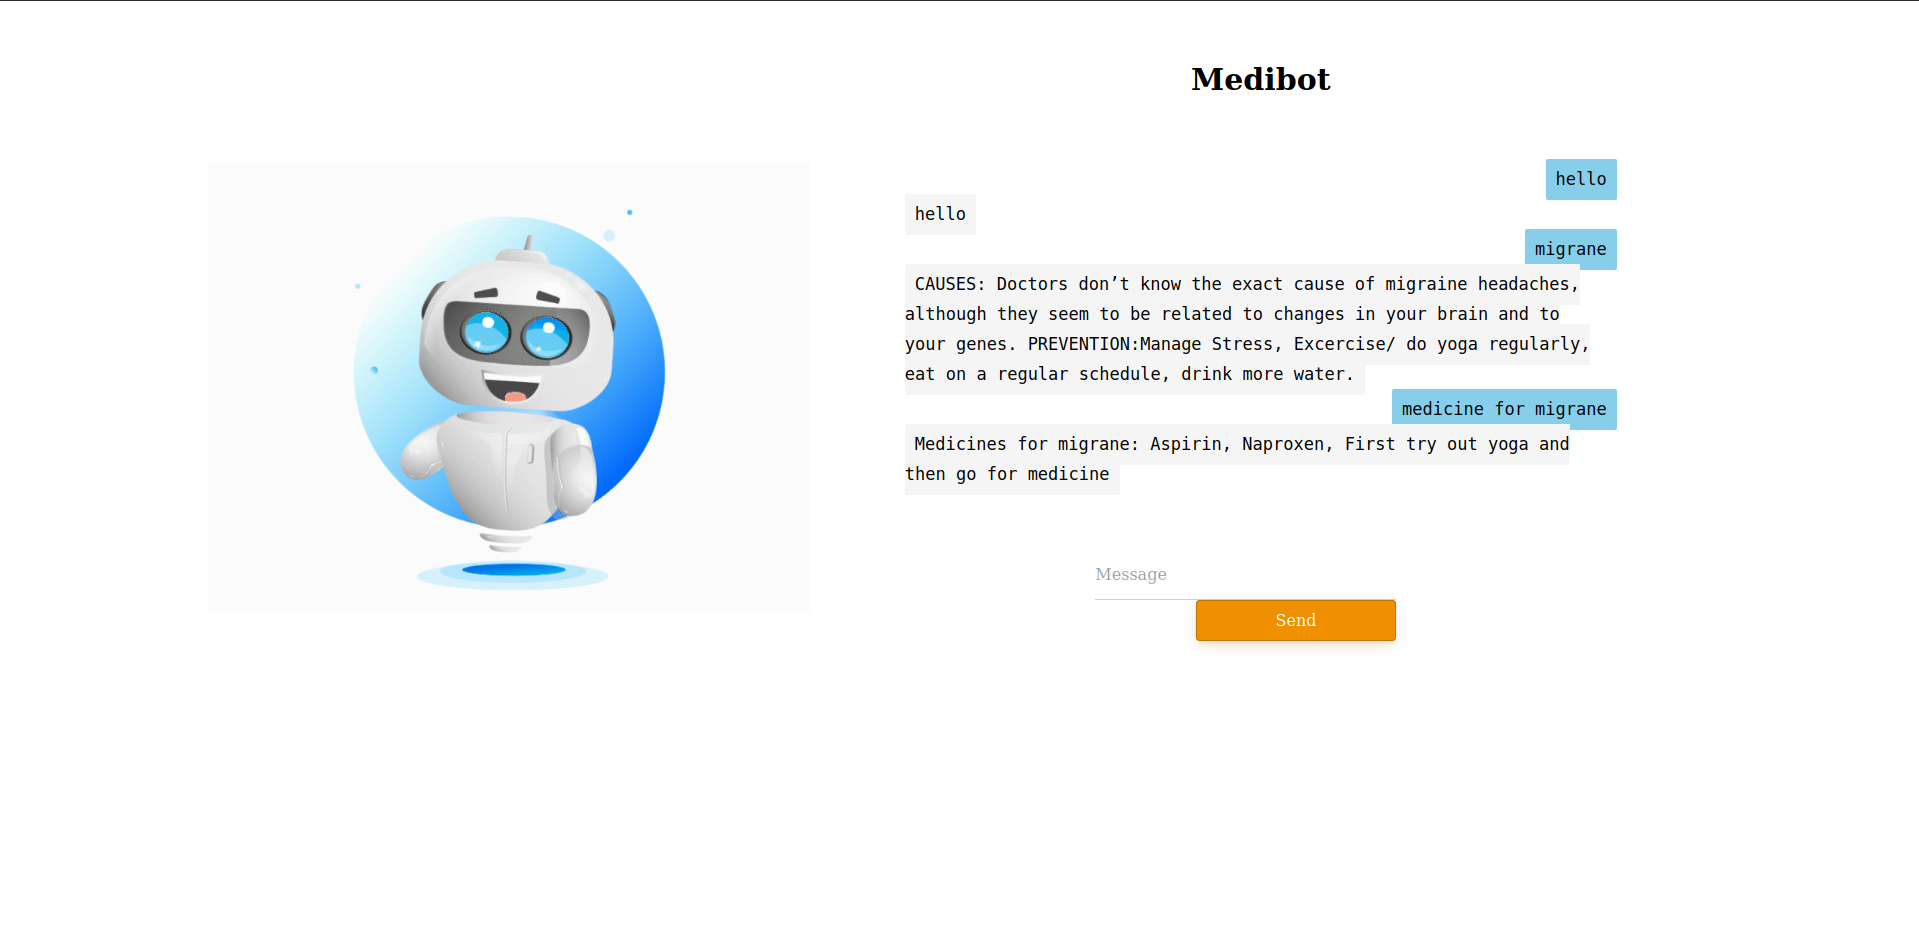 Medibot
hello
hello
migrane
CAUSES: Doctors don’t know the exact cause of migraine headaches,
although they seem to be related to changes in your brain and to
your genes. PREVENTION:Manage Stress, Excercise/ do yoga regularly,
eat on a regular schedule, drink more water.
medicine for migrane
Medicines for migrane: Aspirin, Naproxen, First try out yoga and
then go for medicine
Message
Send